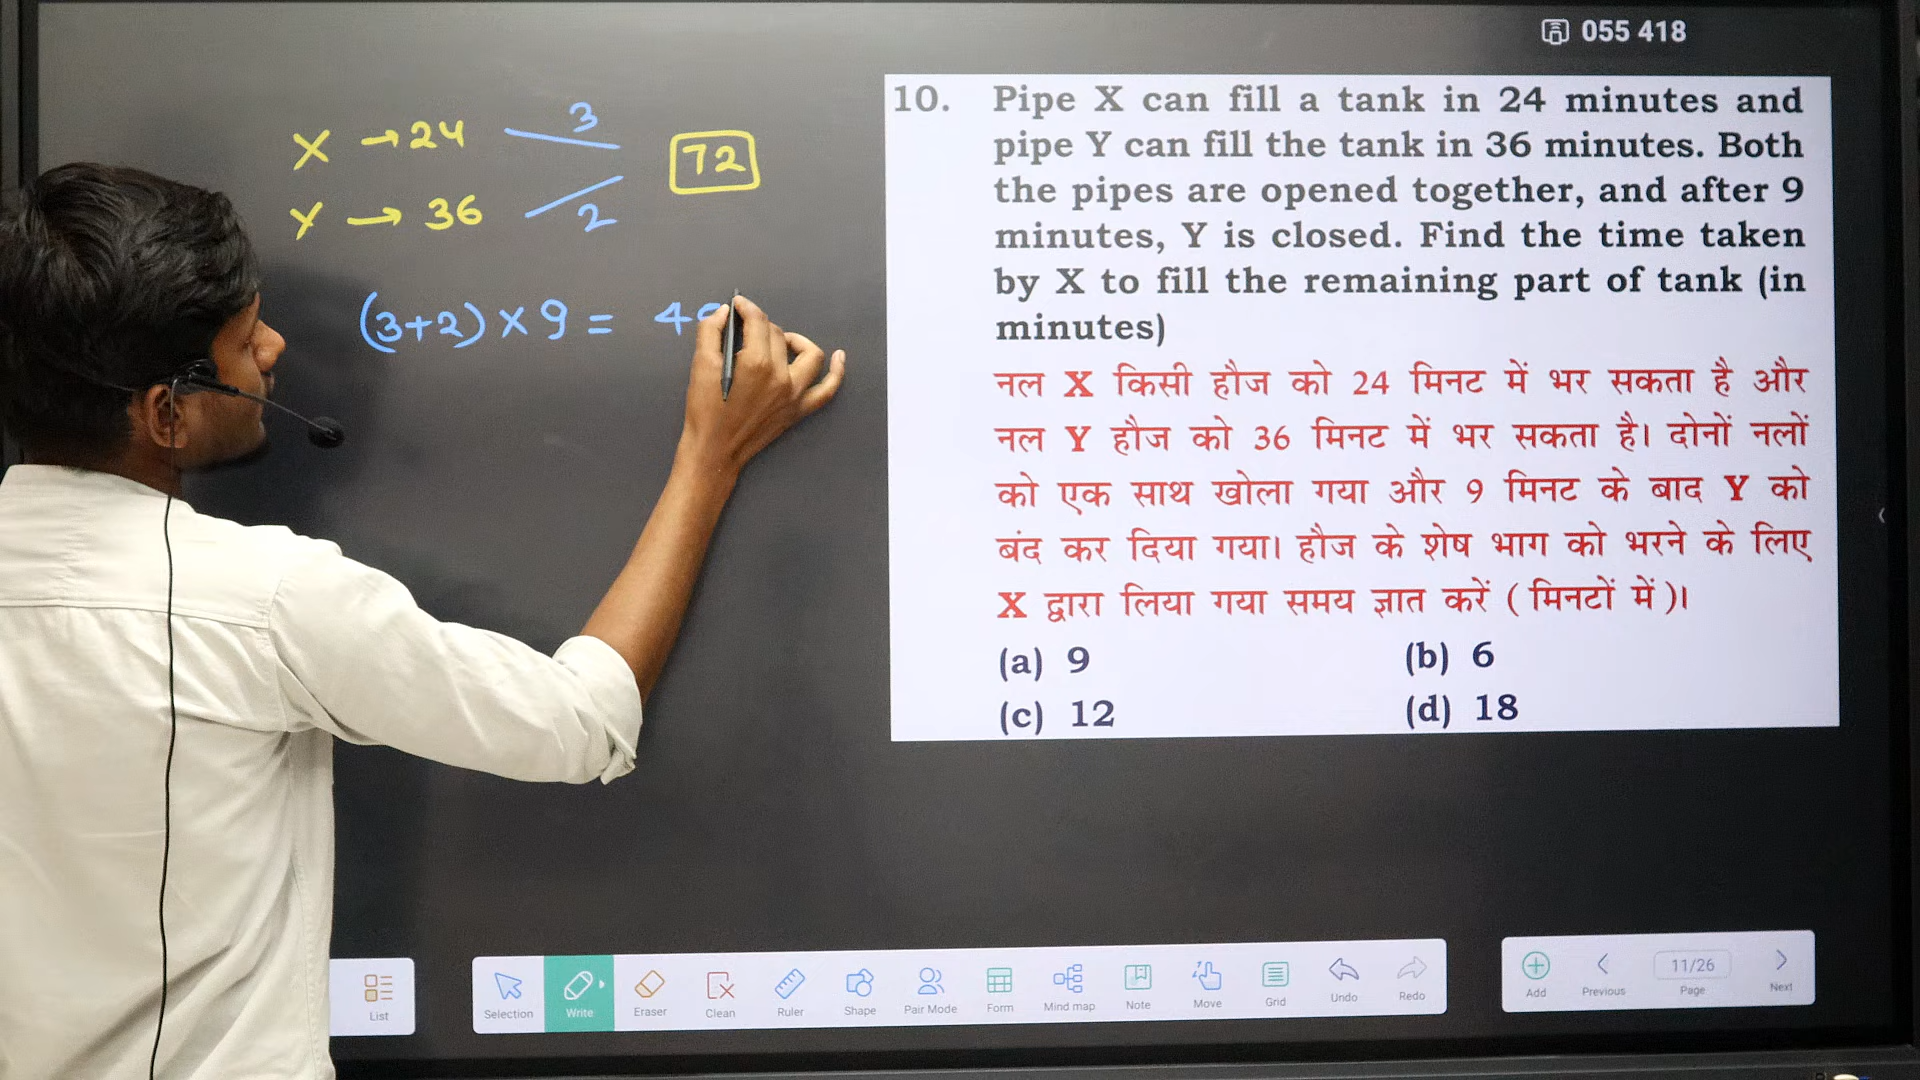 055 418
X → 24 3
72
Y → 36 2
(3+2) × 9 = 4
10. Pipe X can fill a tank in 24 minutes and
pipe Y can fill the tank in 36 minutes. Both
the pipes are opened together, and after 9
minutes, Y is closed. Find the time taken
by X to fill the remaining part of tank (in
minutes)
नल X किसी हौज को 24 मिनट में भर सकता है और
नल Y हौज को 36 मिनट में भर सकता है। दोनों नलों
को एक साथ खोला गया और 9 मिनट के बाद Y को
बंद कर दिया गया। हौज के शेष भाग को भरने के लिए
X द्वारा लिया गया समय ज्ञात करें ( मिनटों में )।
(a) 9 (b) 6
(c) 12 (d) 18
List Selection Write Eraser Clean Ruler Shape Pair Mode Form Mind map Note Move Grid Undo Redo Add Previous 11/26 Page Next